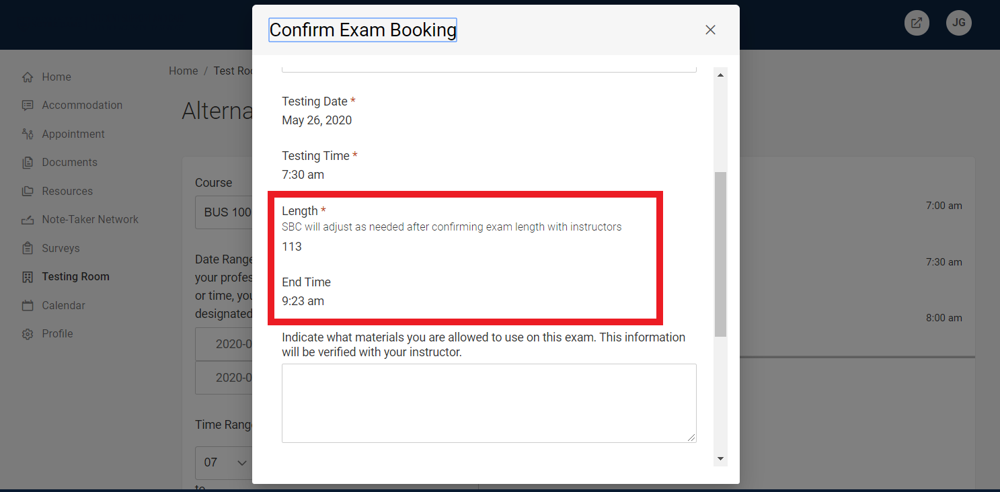 Confirm Exam Booking
JG
Home
Accommodation
Appointment
Documents
Resources
Note-Taker Network
Surveys
Testing Room
Calendar
Profile
Home / Test Roo
Alterna
Course
BUS 100
Date Range
your profes
or time, you
designated
2020-0
2020-0
Time Rang
07
to
Testing Date *
May 26, 2020
Testing Time *
7:30 am
Length *
SBC will adjust as needed after confirming exam length with instructors
113
End Time
9:23 am
Indicate what materials you are allowed to use on this exam. This information
will be verified with your instructor.
7:00 am
7:30 am
8:00 am